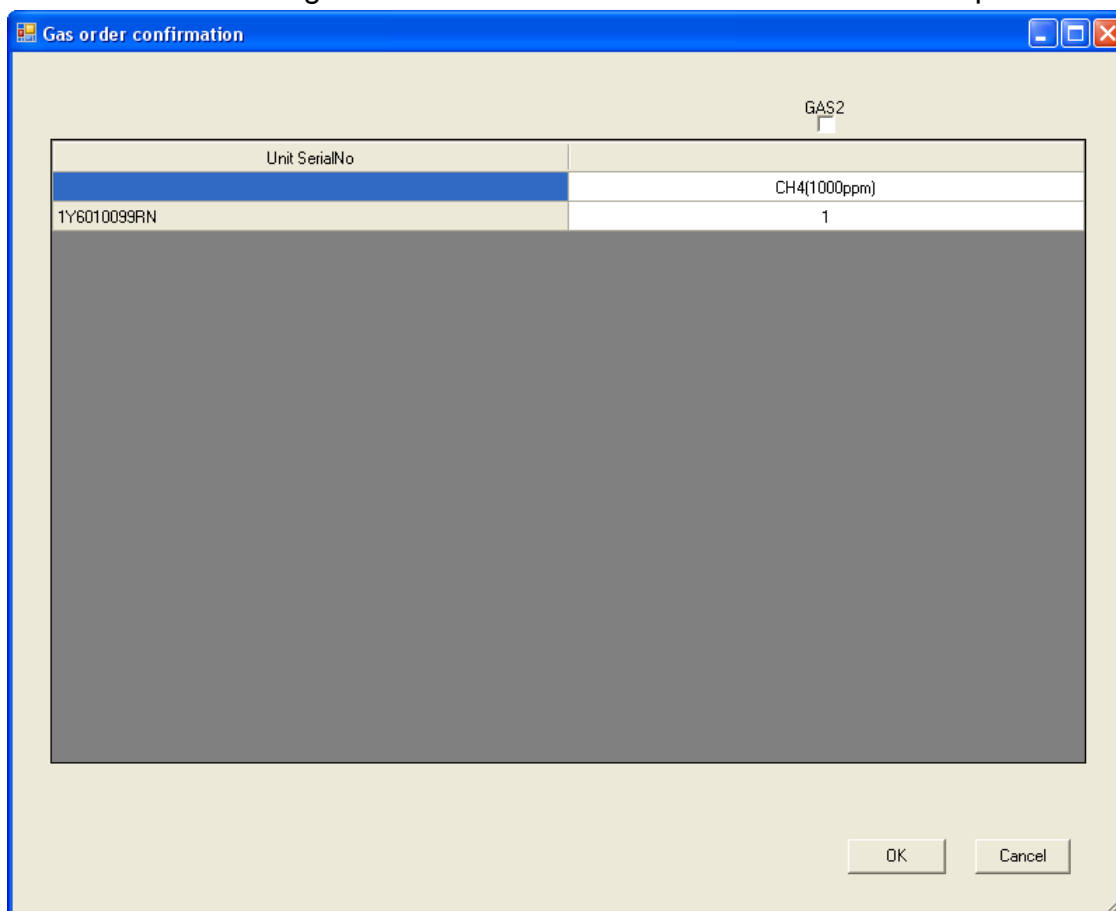 Gas order confirmation
GAS2
Unit SerialNo
CH4(1000ppm)
1Y6010099RN 1
OK Cancel